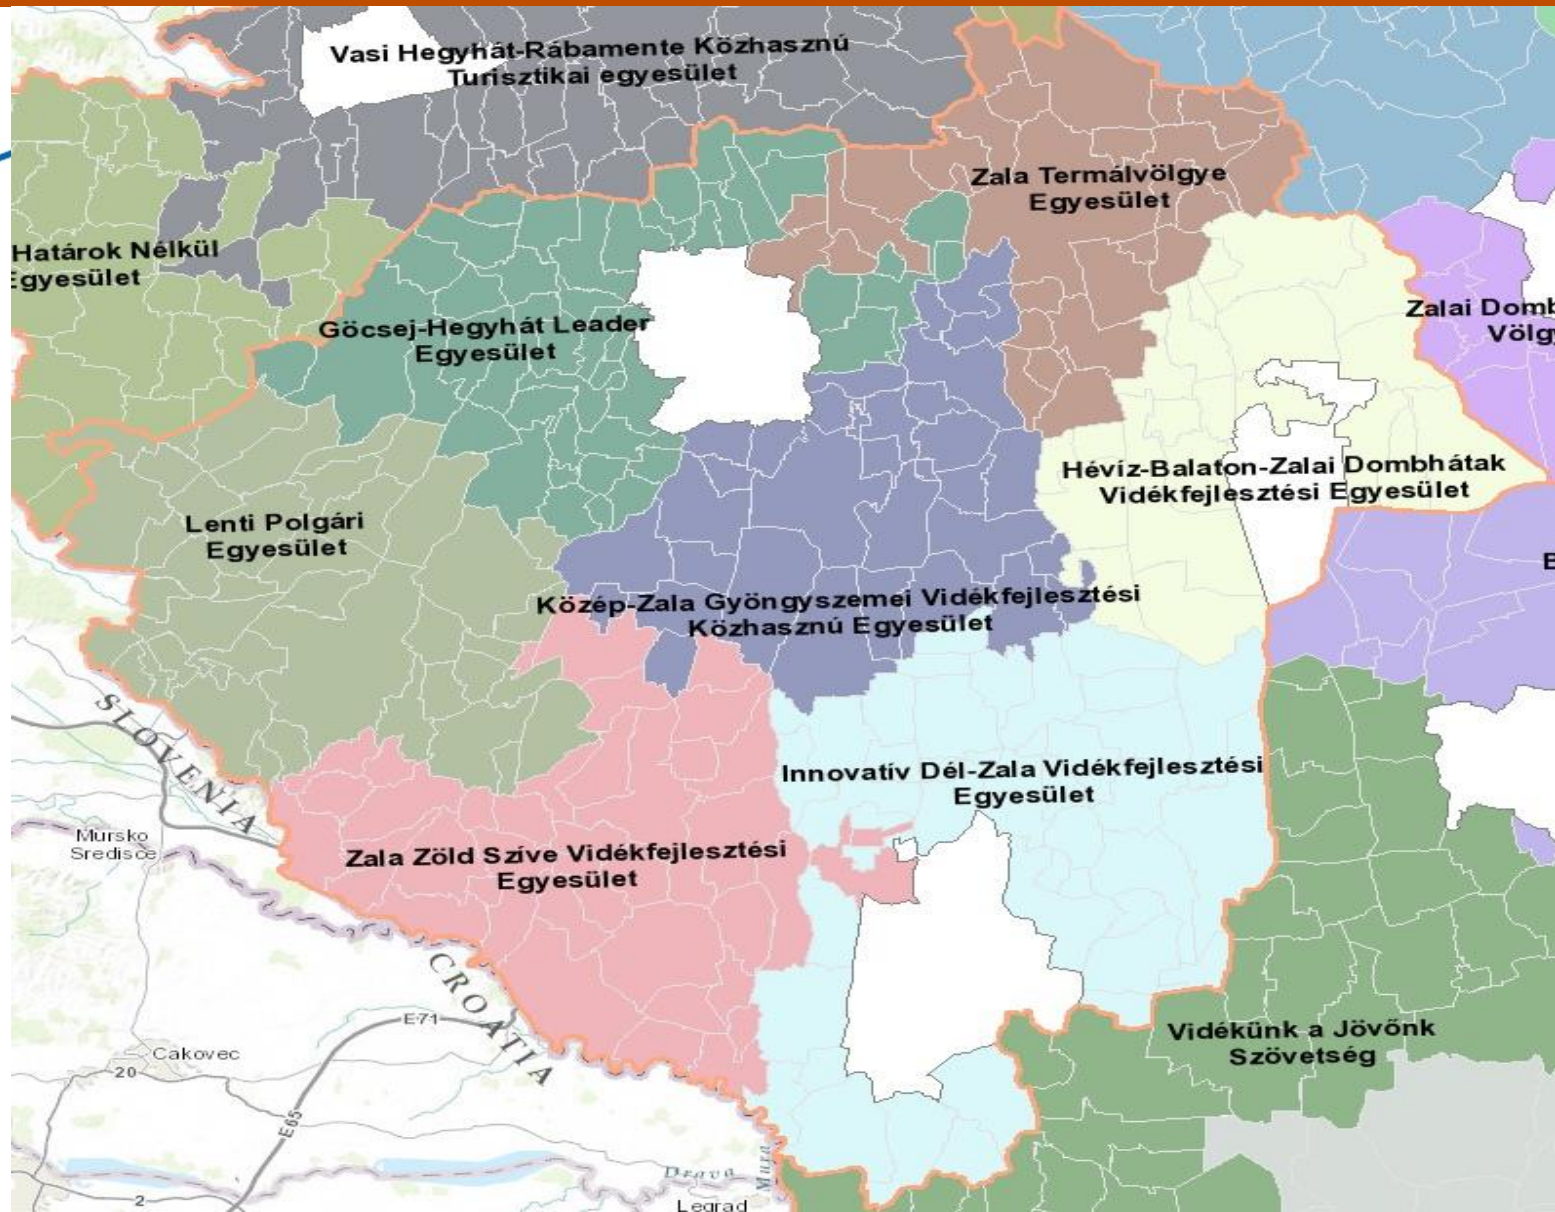 Vasi Hegyhát-Rábamente Közhasznú
Turisztikai egyesület
Zala Termálvölgye
Egyesület
Határok Nélkül
Egyesület
Göcsej-Hegyhát Leader
Egyesület
Zalai Domb
Völgy
Hévíz-Balaton-Zalai Dombhátak
Vidékfejlesztési Egyesület
Lenti Polgári
Egyesület
Közép-Zala Gyöngyszemei Vidékfejlesztési
Közhasznú Egyesület
SLOVENIA
Innovatív Dél-Zala Vidékfejlesztési
Egyesület
Mursko
Sredisce
Zala Zöld Szíve Vidékfejlesztési
Egyesület
CROATIA
E71
Vidékünk a Jövőnk
Szövetség
Cakovec
20
E65
Drava
Mura
2
Legrad